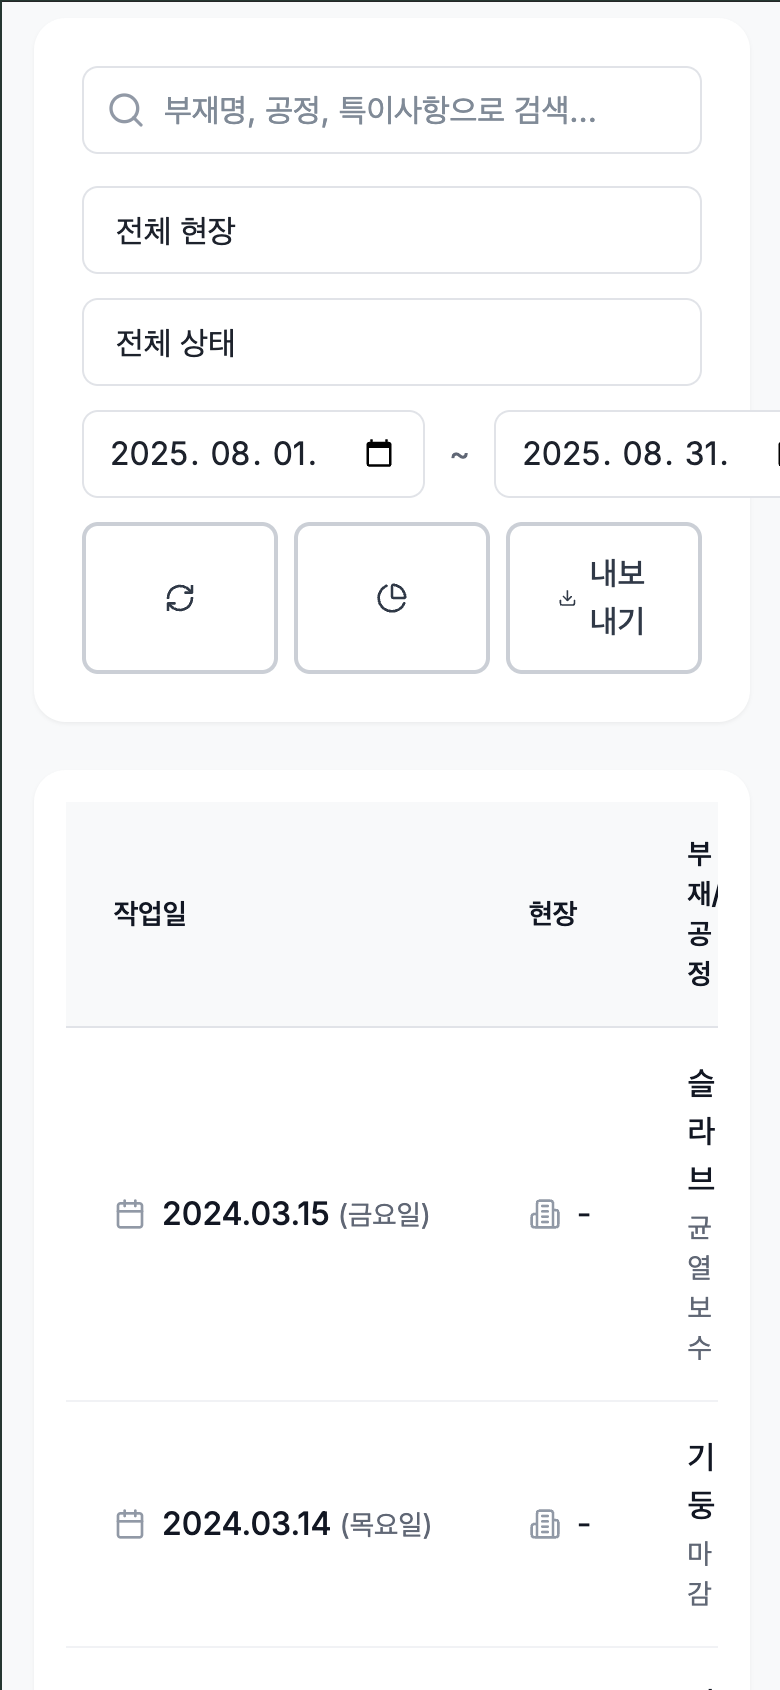 부재명, 공정, 특이사항으로 검색...
전체 현장
전체 상태
2025. 08. 01. ~ 2025. 08. 31.
내보
내기
작업일 현장
부
재/
공
정
2024.03.15 (금요일) -
슬
라
브
균
열
보
수
2024.03.14 (목요일) -
기
둥
마
감